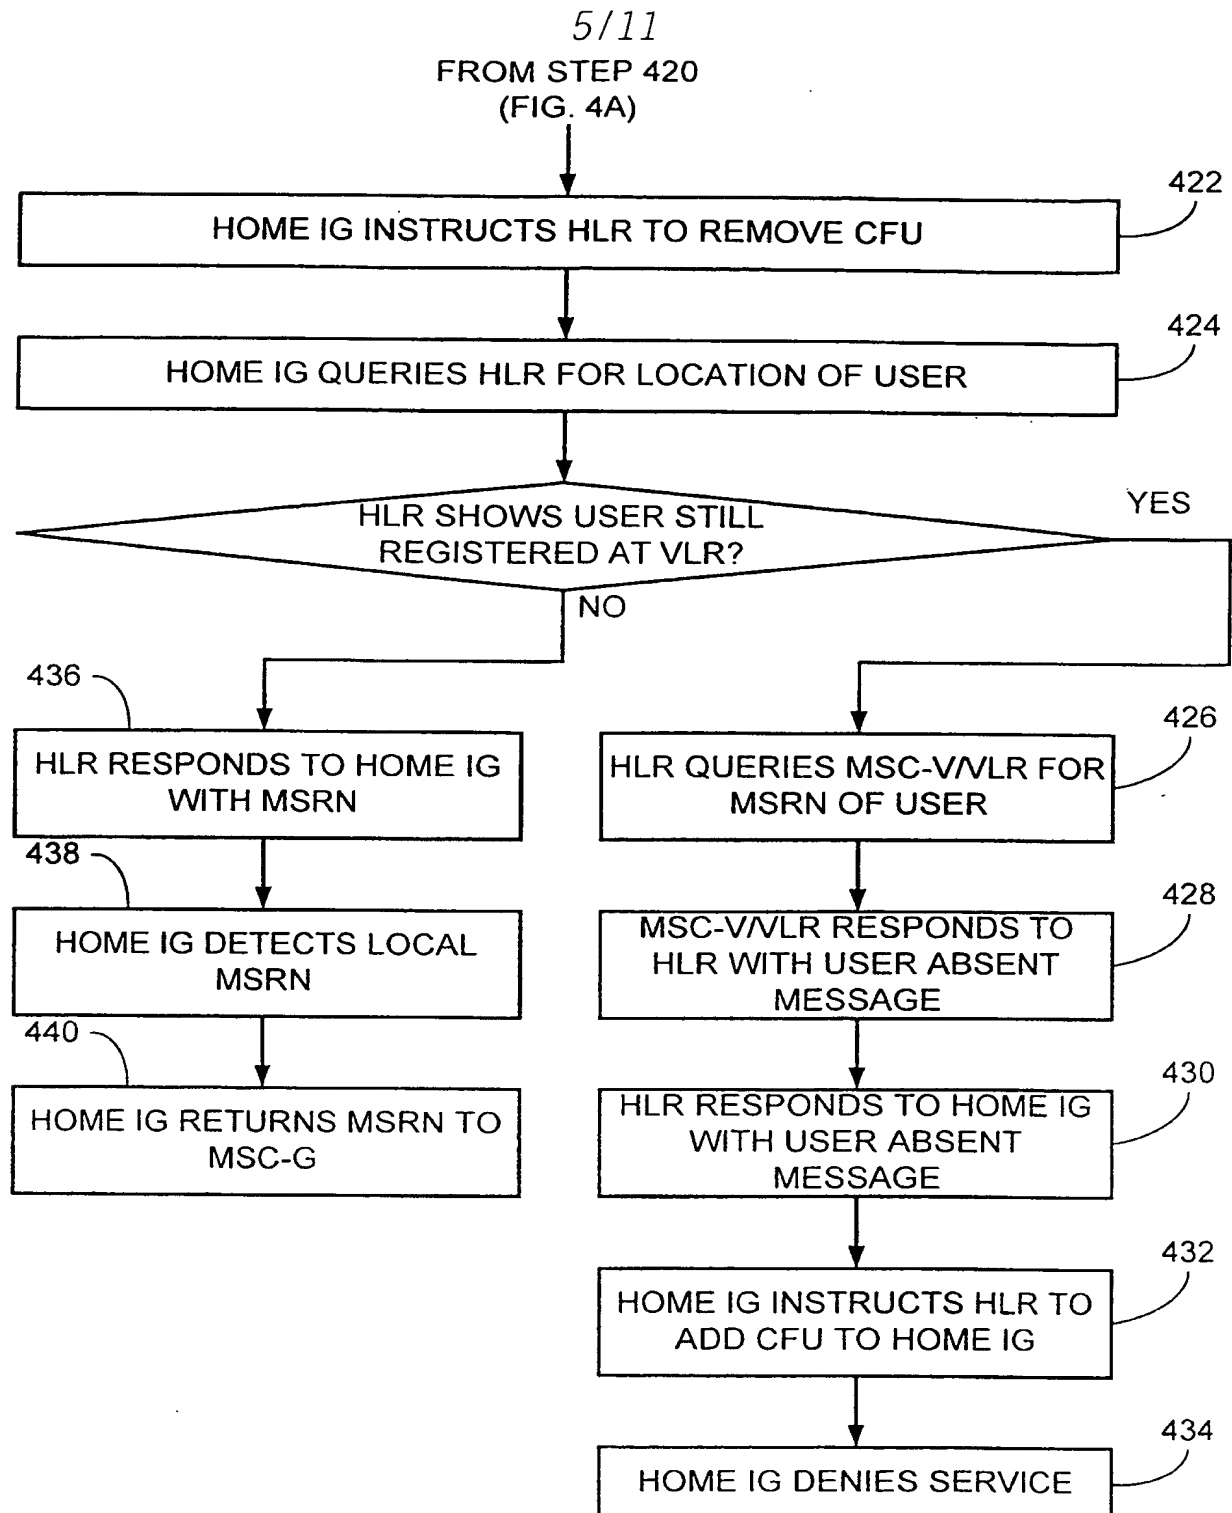 5/11
FROM STEP 420
(FIG. 4A)
422
HOME IG INSTRUCTS HLR TO REMOVE CFU
424
HOME IG QUERIES HLR FOR LOCATION OF USER
HLR SHOWS USER STILL
REGISTERED AT VLR?
YES
NO
436
HLR RESPONDS TO HOME IG
WITH MSRN
438
HOME IG DETECTS LOCAL
MSRN
440
HOME IG RETURNS MSRN TO
MSC-G
426
HLR QUERIES MSC-V/VLR FOR
MSRN OF USER
428
MSC-V/VLR RESPONDS TO
HLR WITH USER ABSENT
MESSAGE
430
HLR RESPONDS TO HOME IG
WITH USER ABSENT
MESSAGE
432
HOME IG INSTRUCTS HLR TO
ADD CFU TO HOME IG
434
HOME IG DENIES SERVICE